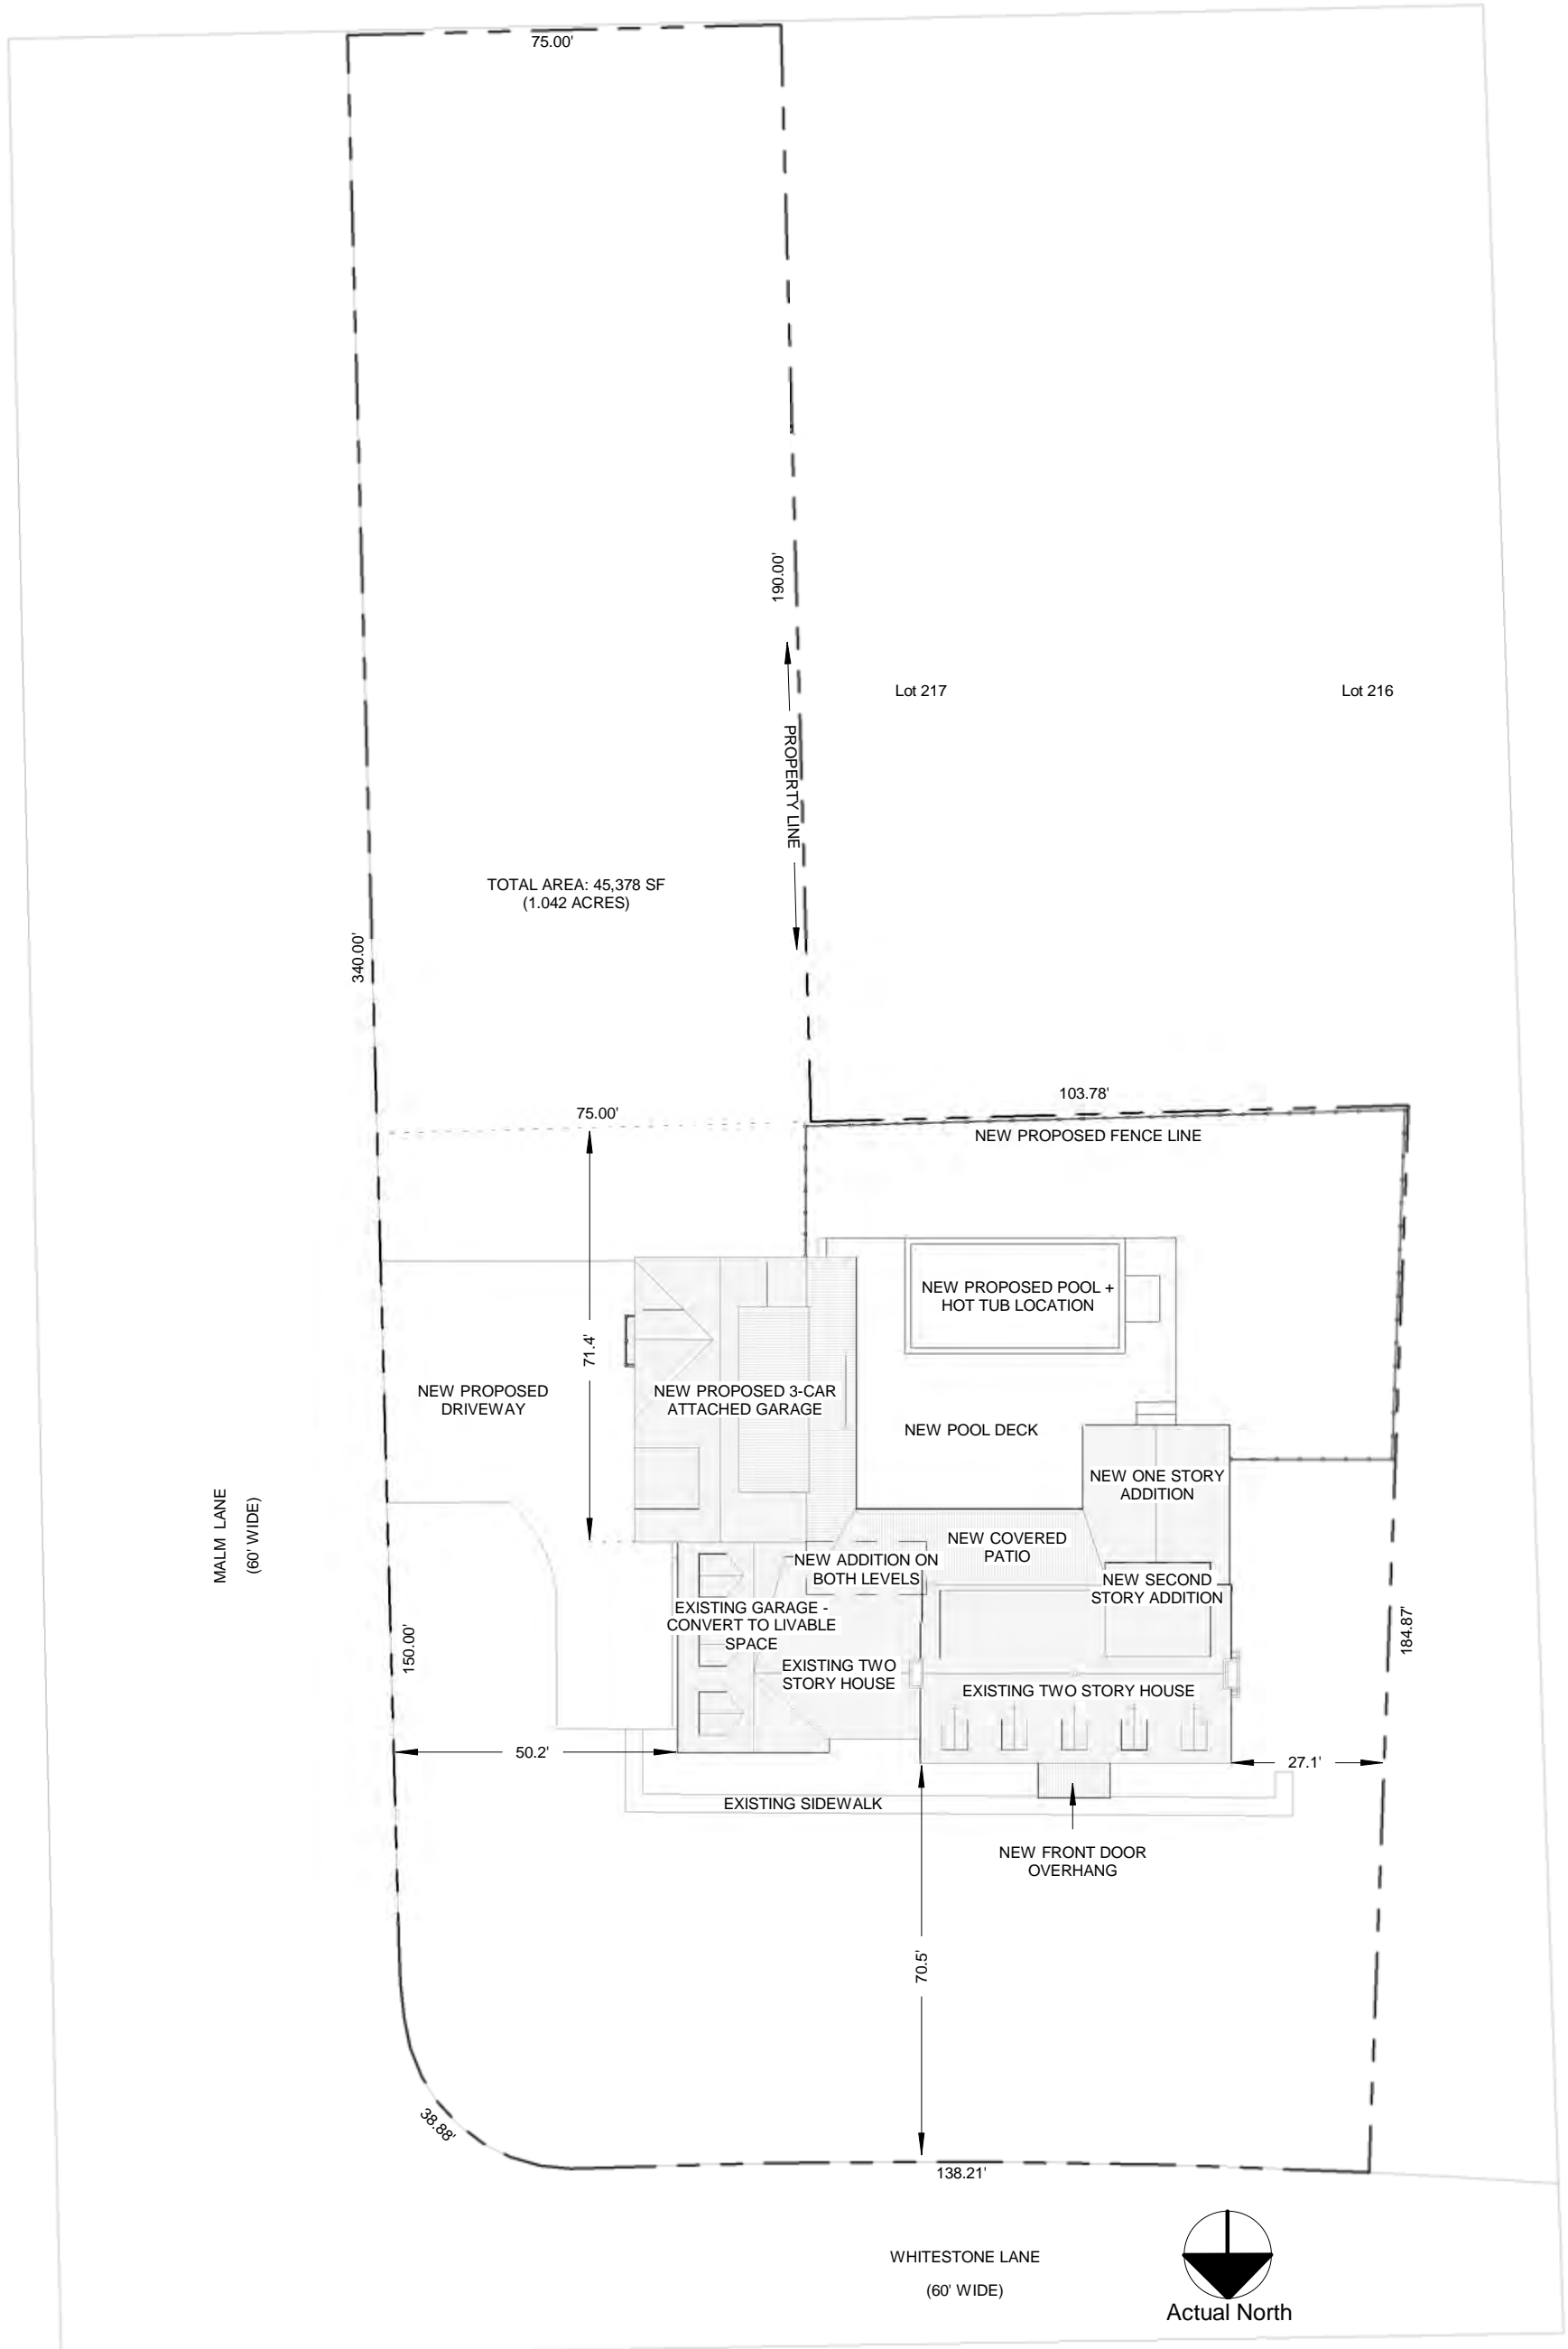 75.00'
190.00'
Lot 217
Lot 216
PROPERTY LINE
TOTAL AREA: 45,378 SF
(1.042 ACRES)
340.00'
103.78'
75.00'
NEW PROPOSED FENCE LINE
NEW PROPOSED POOL +
HOT TUB LOCATION
71.4'
NEW PROPOSED
DRIVEWAY
NEW PROPOSED 3-CAR
ATTACHED GARAGE
NEW POOL DECK
NEW ONE STORY
ADDITION
MALM LANE
(60' WIDE)
NEW COVERED
PATIO
NEW ADDITION ON
BOTH LEVELS
NEW SECOND
STORY ADDITION
EXISTING GARAGE -
CONVERT TO LIVABLE
SPACE
150.00'
184.87'
EXISTING TWO
STORY HOUSE
EXISTING TWO STORY HOUSE
50.2'
27.1'
EXISTING SIDEWALK
NEW FRONT DOOR
OVERHANG
70.5'
38.88'
138.21'
WHITESTONE LANE
(60' WIDE)
Actual North